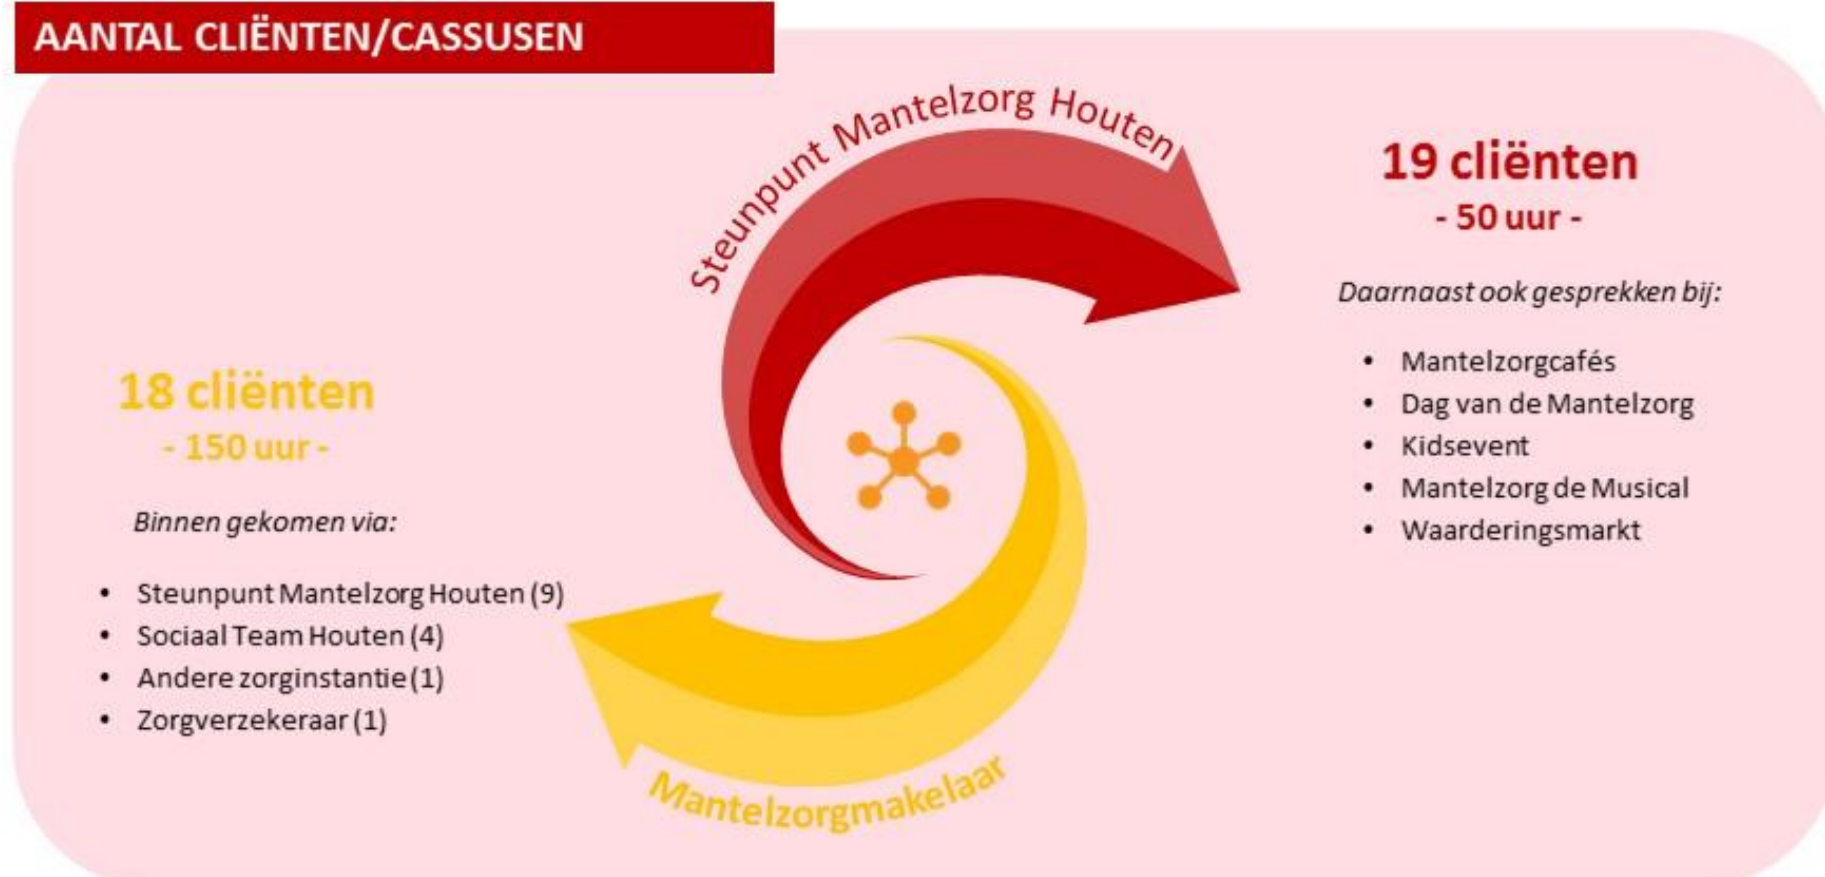 AANTAL CLIËNTEN/CASSUSEN
Steunpunt Mantelzorg Houten
19 cliënten
- 50 uur -
Daarnaast ook gesprekken bij:
• Mantelzorgcafés
• Dag van de Mantelzorg
• Kidsevent
• Mantelzorg de Musical
• Waarderingsmarkt
18 cliënten
- 150 uur -
Binnen gekomen via:
• Steunpunt Mantelzorg Houten (9)
• Sociaal Team Houten (4)
• Andere zorginstantie (1)
• Zorgverzekeraar (1)
Mantelzorgmakelaar